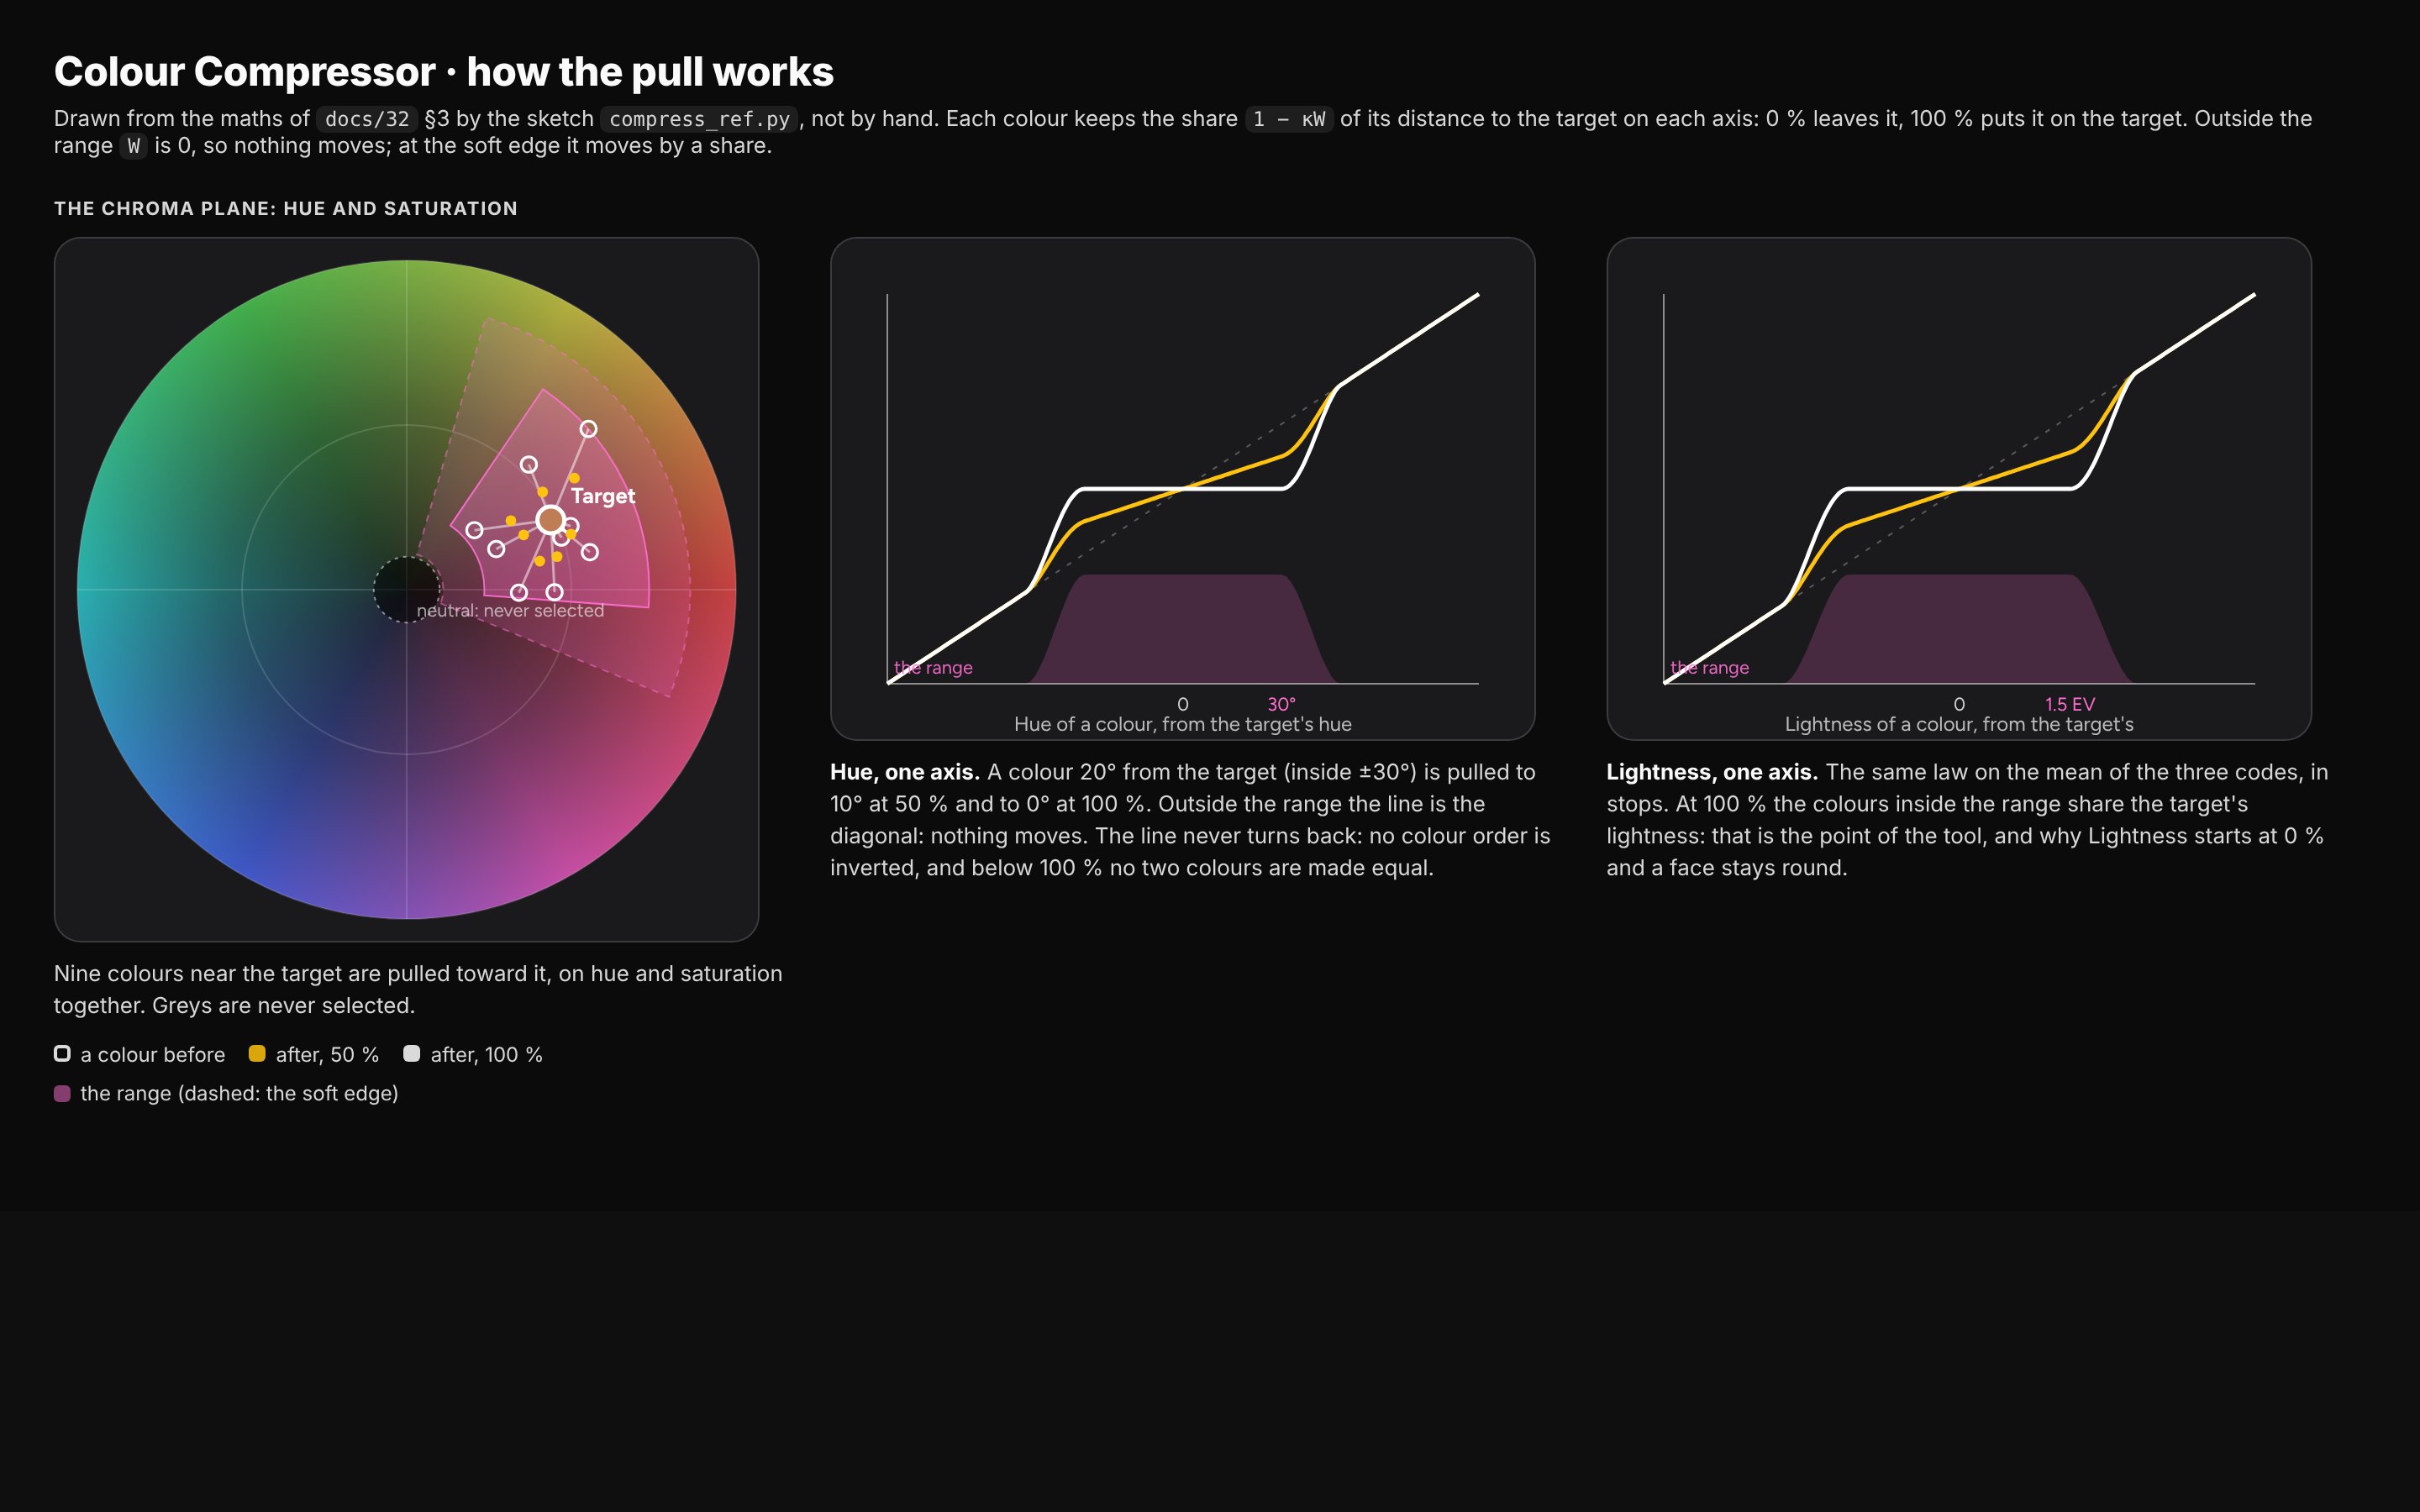 Colour Compressor · how the pull works
Drawn from the maths of docs/32 §3 by the sketch compress_ref.py, not by hand. Each colour keeps the share 1 − κW of its distance to the target on each axis: 0 % leaves it, 100 % puts it on the target. Outside the
range W is 0, so nothing moves; at the soft edge it moves by a share.
THE CHROMA PLANE: HUE AND SATURATION
Target
neutral: never selected
Nine colours near the target are pulled toward it, on hue and saturation
together. Greys are never selected.
a colour before after, 50 % after, 100 %
the range (dashed: the soft edge)
the range
0 30°
Hue of a colour, from the target's hue
Hue, one axis. A colour 20° from the target (inside ±30°) is pulled to
10° at 50 % and to 0° at 100 %. Outside the range the line is the
diagonal: nothing moves. The line never turns back: no colour order is
inverted, and below 100 % no two colours are made equal.
the range
0 1.5 EV
Lightness of a colour, from the target's
Lightness, one axis. The same law on the mean of the three codes, in
stops. At 100 % the colours inside the range share the target's
lightness: that is the point of the tool, and why Lightness starts at 0 %
and a face stays round.